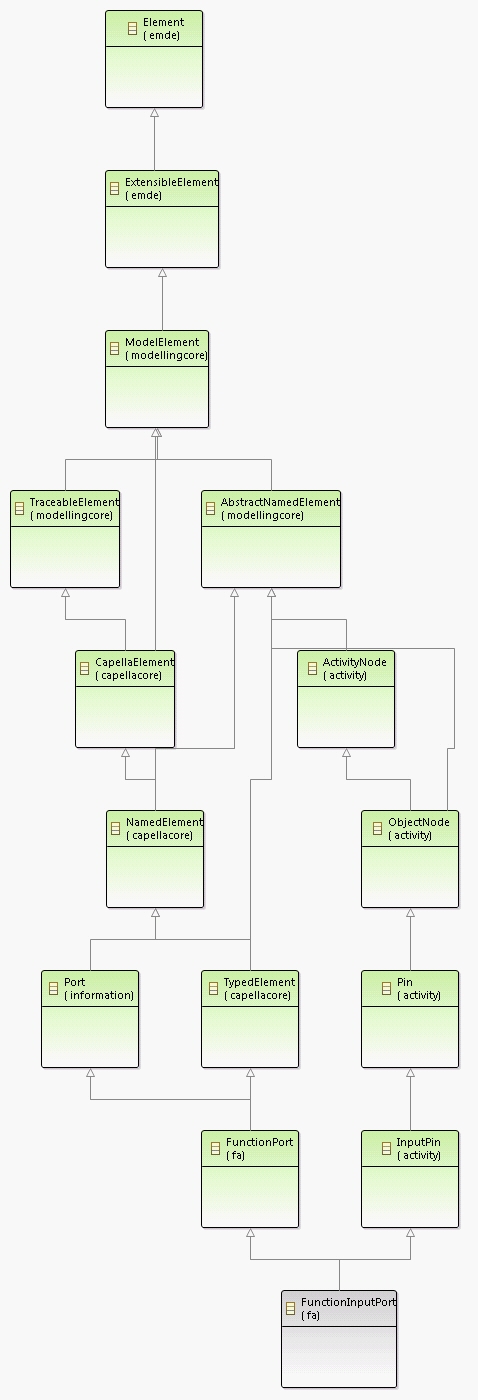 Element
( emde)
ExtensibleElement
( emde)
ModelElement
( modellingcore)
TraceableElement
( modellingcore)
AbstractNamedElement
( modellingcore)
CapellaElement
( capellacore)
ActivityNode
( activity)
NamedElement
( capellacore)
ObjectNode
( activity)
Port
( information)
TypedElement
( capellacore)
Pin
( activity)
FunctionPort
( fa)
InputPin
( activity)
FunctionInputPort
( fa)